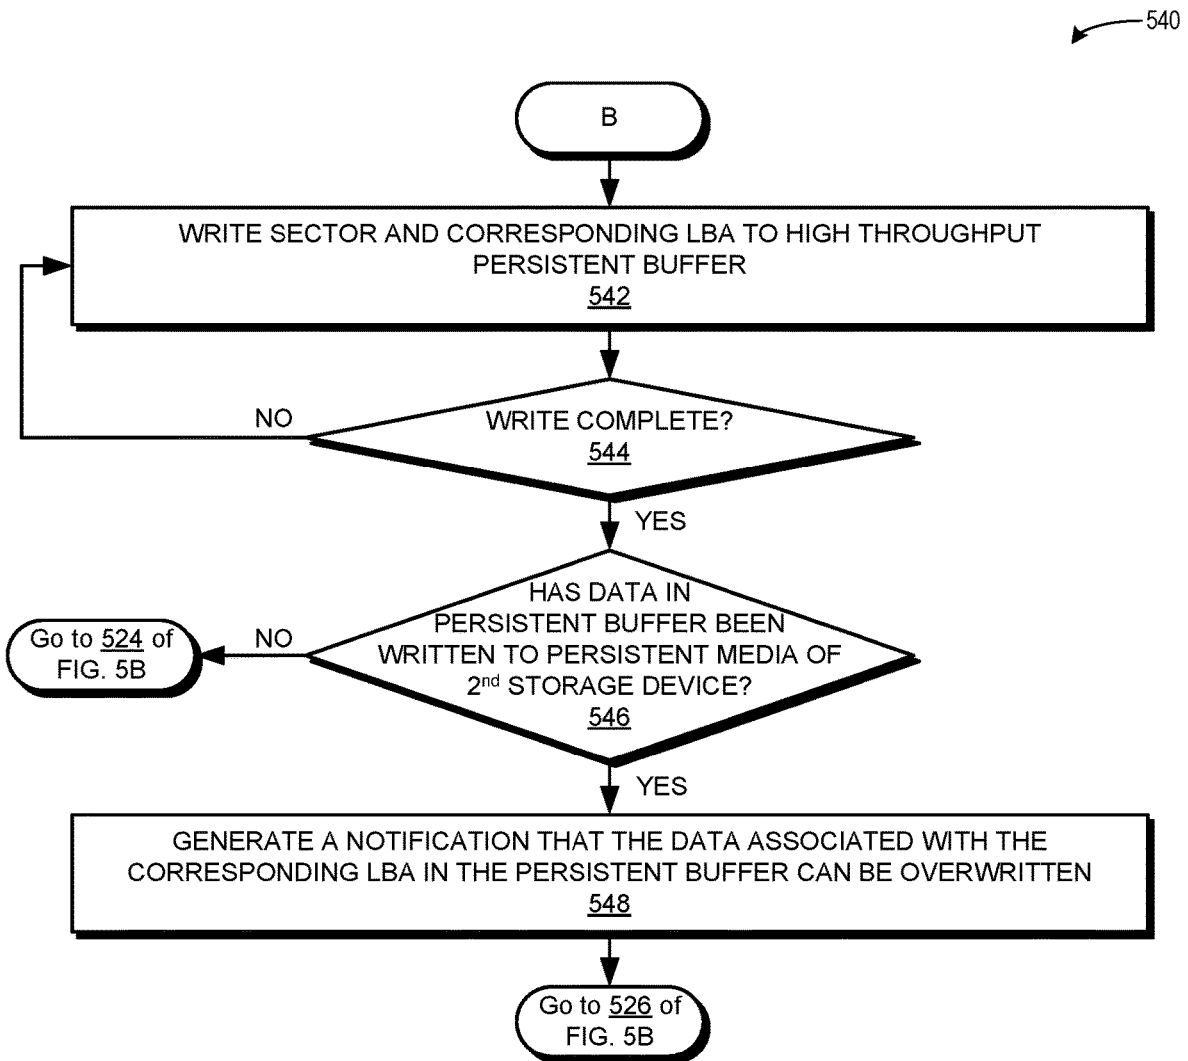 540
B
WRITE SECTOR AND CORRESPONDING LBA TO HIGH THROUGHPUT
PERSISTENT BUFFER
542
NO
WRITE COMPLETE?
544
YES
HAS DATA IN
PERSISTENT BUFFER BEEN
WRITTEN TO PERSISTENT MEDIA OF
2nd STORAGE DEVICE?
546
NO
Go to 524 of
FIG. 5B
YES
GENERATE A NOTIFICATION THAT THE DATA ASSOCIATED WITH THE
CORRESPONDING LBA IN THE PERSISTENT BUFFER CAN BE OVERWRITTEN
548
Go to 526 of
FIG. 5B